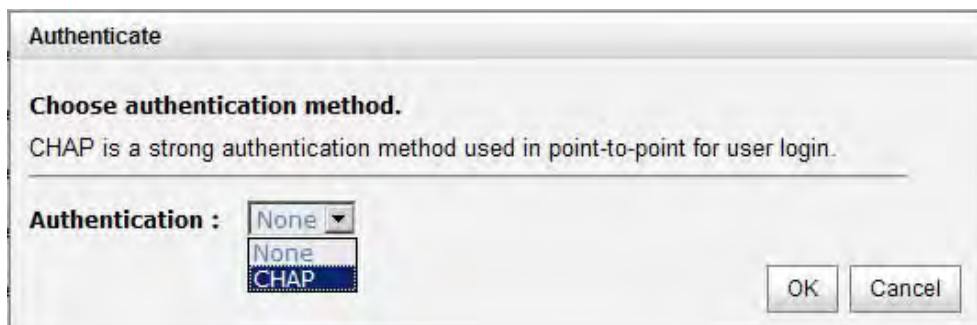 Authenticate
Choose authentication method.
CHAP is a strong authentication method used in point-to-point for user login.
Authentication : None
None
CHAP
OK Cancel